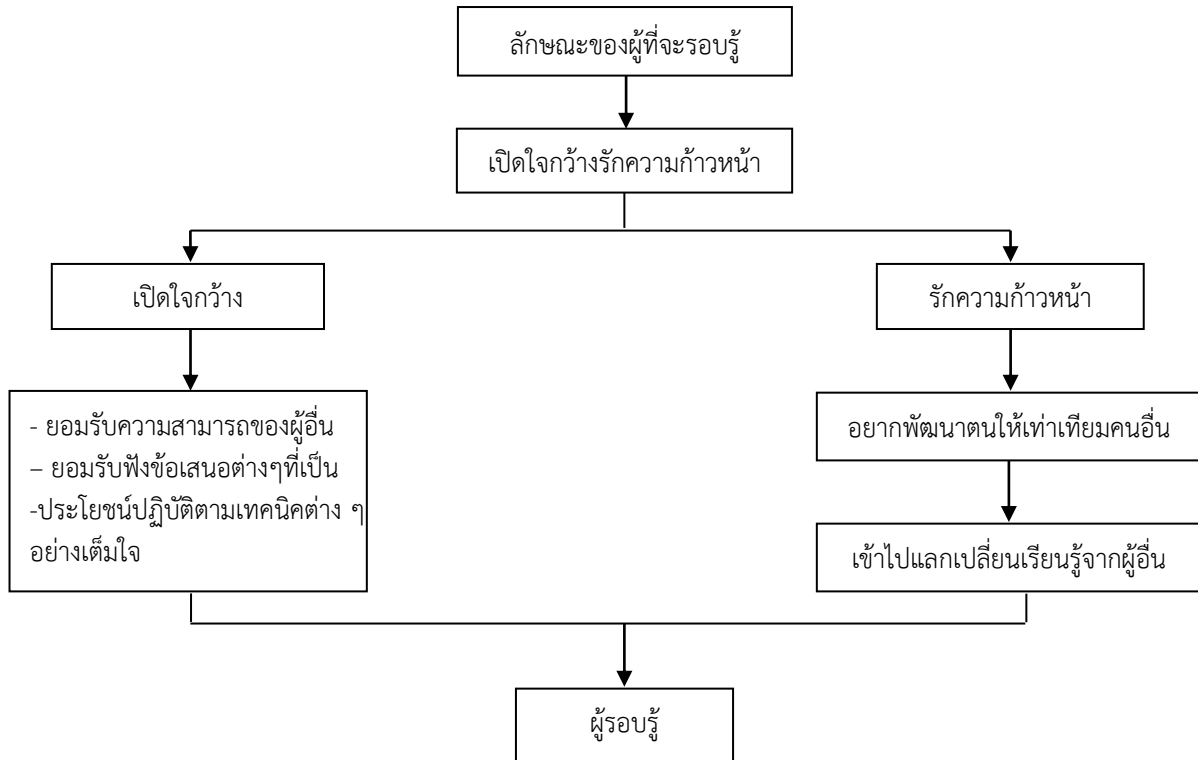 ลักษณะของผู้ที่จะรอบรู้
เปิดใจกว้างรักความก้าวหน้า
เปิดใจกว้าง
รักความก้าวหน้า
- ยอมรับความสามารถของผู้อื่น
– ยอมรับฟังข้อเสนอต่างๆที่เป็น
-ประโยชน์ปฏิบัติตามเทคนิคต่าง ๆ
อย่างเต็มใจ
อยากพัฒนาตนให้เท่าเทียมคนอื่น
เข้าไปแลกเปลี่ยนเรียนรู้จากผู้อื่น
ผู้รอบรู้